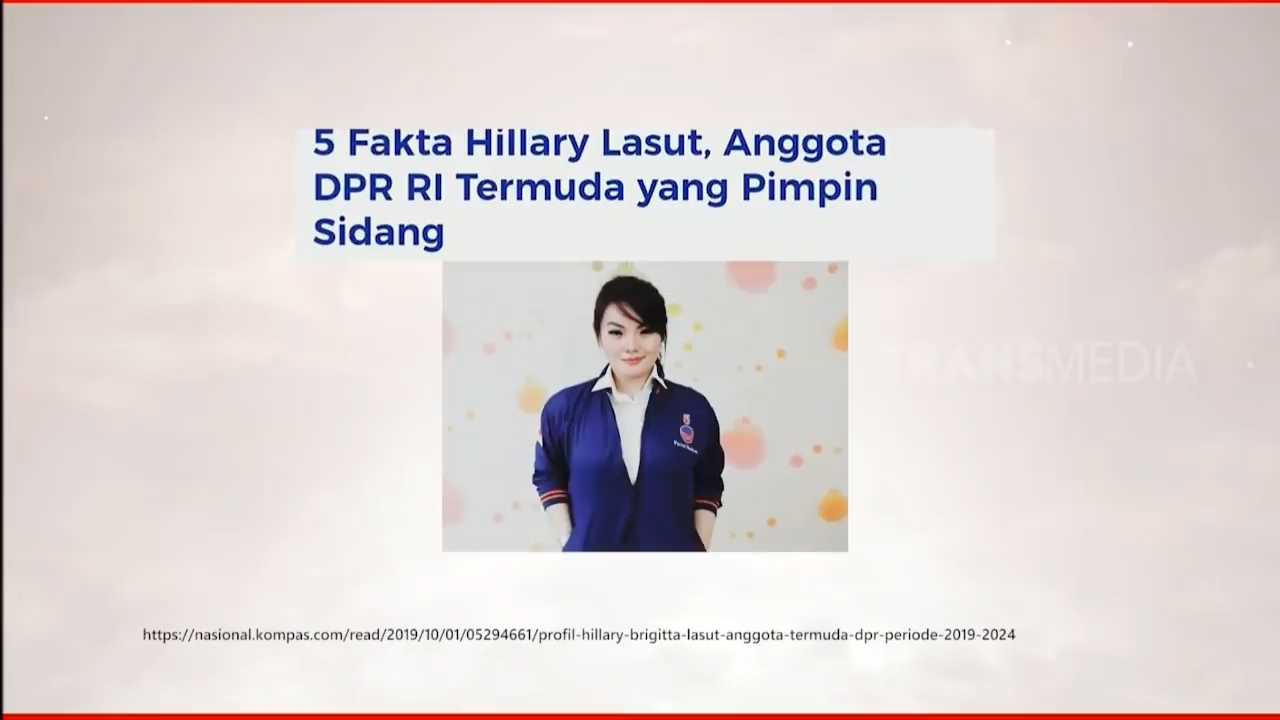 5 Fakta Hillary Lasut, Anggota
DPR RI Termuda yang Pimpin
Sidang
TRANSMEDIA
https://nasional.kompas.com/read/2019/10/01/05294661/profil-hillary-brigitta-lasut-anggota-termuda-dpr-periode-2019-2024